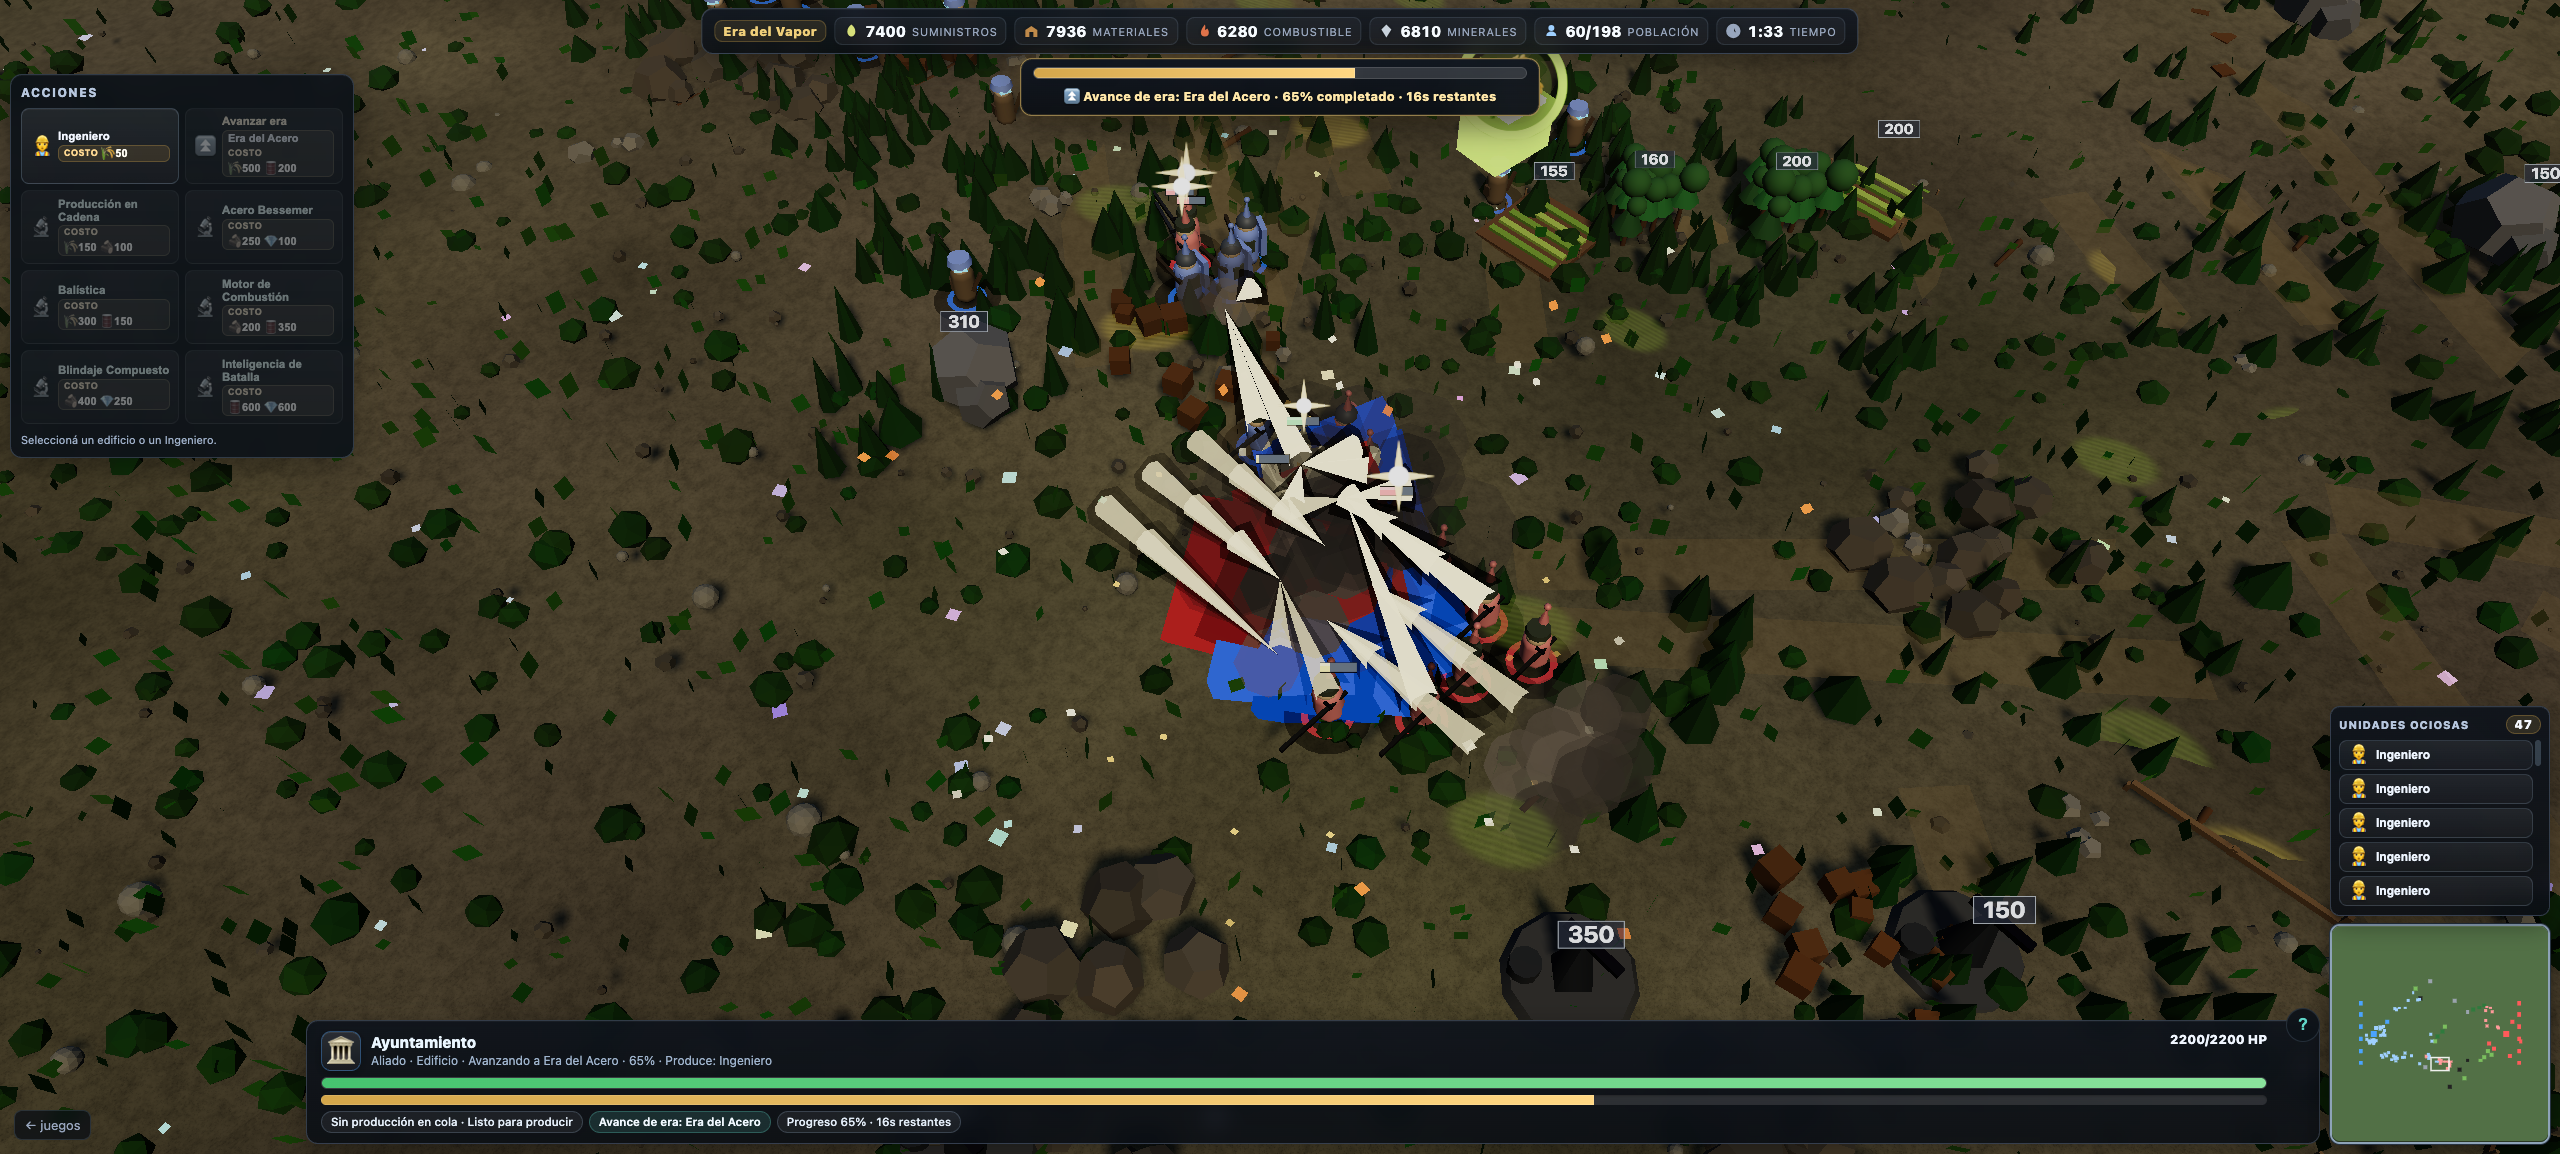 Era del Vapor
7400 SUMINISTROS
7936 MATERIALES
6280 COMBUSTIBLE
6810 MINERALES
60/198 POBLACIÓN
1:33 TIEMPO
Avance de era: Era del Acero · 65% completado · 16s restantes
ACCIONES
Ingeniero
COSTO 50
Avanzar era
Era del Acero
COSTO
500 200
Producción en
Cadena
COSTO
150 100
Acero Bessemer
COSTO
250 100
Balística
COSTO
300 150
Motor de
Combustión
COSTO
200 350
Blindaje Compuesto
COSTO
400 250
Inteligencia de
Batalla
COSTO
600 600
Seleccioná un edificio o un Ingeniero.
200
160
200
155
150
310
350
150
UNIDADES OCIOSAS 47
Ingeniero
Ingeniero
Ingeniero
Ingeniero
Ingeniero
?
Ayuntamiento
2200/2200 HP
Aliado · Edificio · Avanzando a Era del Acero · 65% · Produce: Ingeniero
Sin producción en cola · Listo para producir
Avance de era: Era del Acero
Progreso 65% · 16s restantes
← juegos